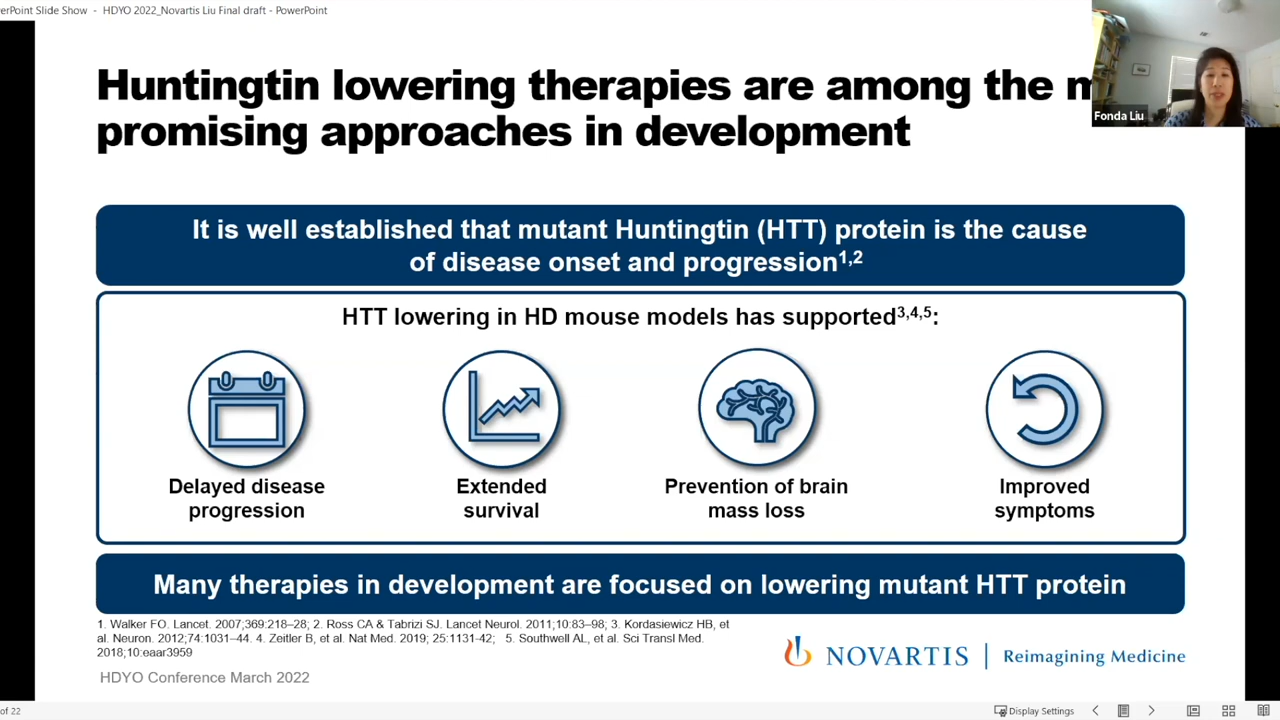 erPoint Slide Show - HDYO 2022_Novartis Liu Final draft - PowerPoint
Huntingtin lowering therapies are among the m
promising approaches in development
Fonda Liu
It is well established that mutant Huntingtin (HTT) protein is the cause
of disease onset and progression1,2
HTT lowering in HD mouse models has supported3,4,5:
Delayed disease
progression
Extended
survival
Prevention of brain
mass loss
Improved
symptoms
Many therapies in development are focused on lowering mutant HTT protein
1. Walker FO. Lancet. 2007;369:218–28; 2. Ross CA & Tabrizi SJ. Lancet Neurol. 2011;10:83–98; 3. Kordasiewicz HB, et
al. Neuron. 2012;74:1031–44. 4. Zeitler B, et al. Nat Med. 2019; 25:1131-42; 5. Southwell AL, et al. Sci Transl Med.
2018;10:eaar3959
NOVARTIS | Reimagining Medicine
HDYO Conference March 2022
of 22
Display Settings